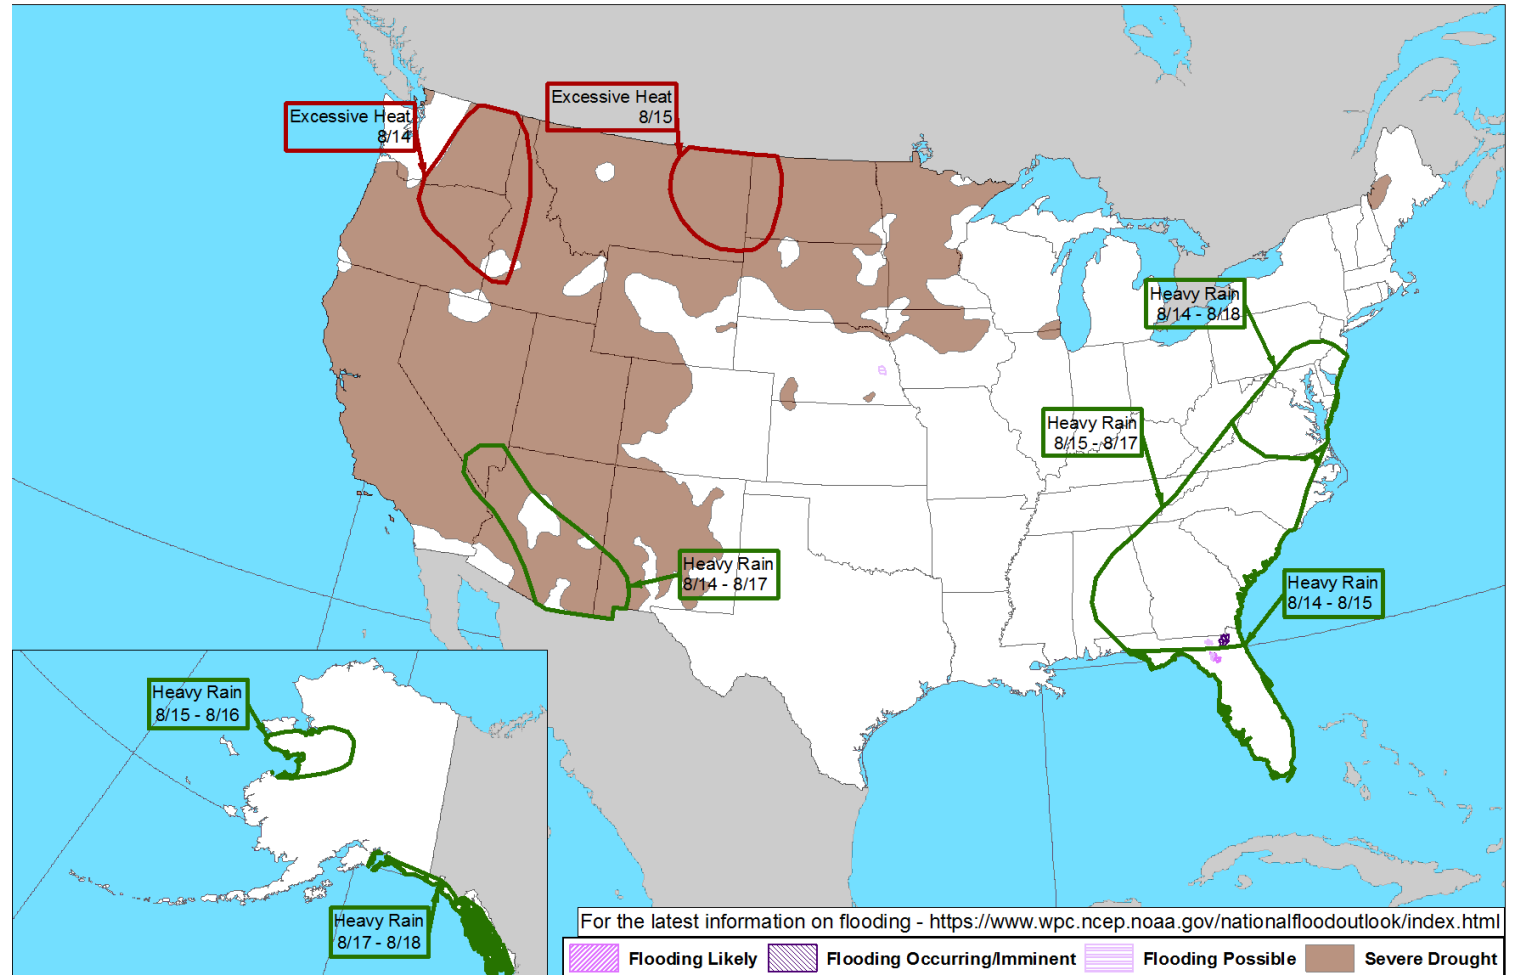 Excessive Heat
8/14
Excessive Heat
8/15
Heavy Rain
8/14 - 8/18
Heavy Rain
8/15 - 8/17
Heavy Rain
8/14 - 8/17
Heavy Rain
8/14 - 8/15
Heavy Rain
8/15 - 8/16
Heavy Rain
8/17 - 8/18
For the latest information on flooding - https://www.wpc.ncep.noaa.gov/nationalfloodoutlook/index.html
Flooding Likely
Flooding Occurring/Imminent
Flooding Possible
Severe Drought